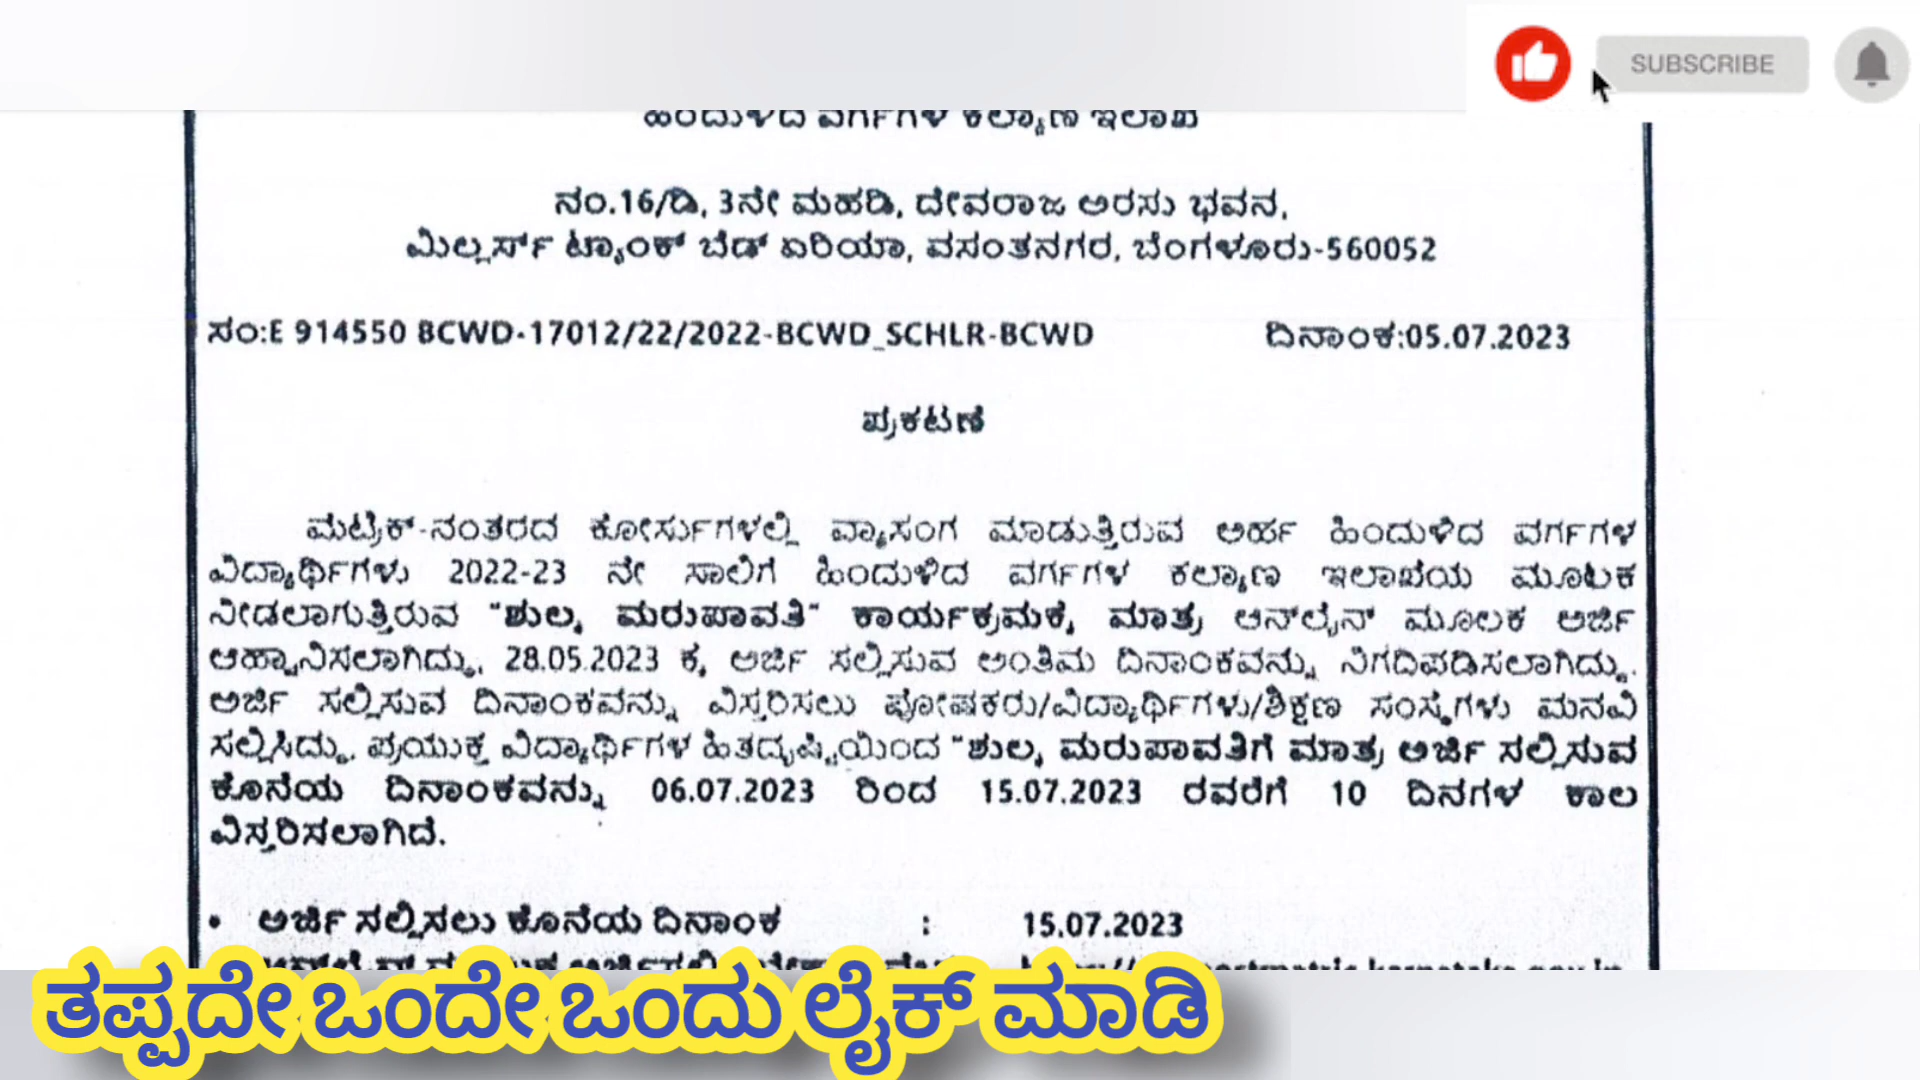 SUBSCRIBE
ಹಿಂದುಳಿದ ವರ್ಗಗಳ ಕಲ್ಯಾಣ ಇಲಾಖೆ
ನಂ.16/ಡಿ, 3ನೇ ಮಹಡಿ, ದೇವರಾಜ ಅರಸು ಭವನ,
ಮಿಲ್ಲರ್ಸ್ ಟ್ಯಾಂಕ್ ಬೆಡ್ ಏರಿಯಾ, ವಸಂತನಗರ, ಬೆಂಗಳೂರು-560052
ಸಂ:E 914550 BCWD-17012/22/2022-BCWD_SCHLR-BCWD ದಿನಾಂಕ:05.07.2023
ಪ್ರಕಟಣೆ
ಮೆಟ್ರಿಕ್-ನಂತರದ ಕೋರ್ಸುಗಳಲ್ಲಿ ವ್ಯಾಸಂಗ ಮಾಡುತ್ತಿರುವ ಅರ್ಹ ಹಿಂದುಳಿದ ವರ್ಗಗಳ
ವಿದ್ಯಾರ್ಥಿಗಳು 2022-23 ನೇ ಸಾಲಿಗೆ ಹಿಂದುಳಿದ ವರ್ಗಗಳ ಕಲ್ಯಾಣ ಇಲಾಖೆಯ ಮೂಲಕ
ನೀಡಲಾಗುತ್ತಿರುವ "ಶುಲ್ಕ ಮರುಪಾವತಿ" ಕಾರ್ಯಕ್ರಮಕ್ಕೆ ಮಾತ್ರ ಆನ್‌ಲೈನ್ ಮೂಲಕ ಅರ್ಜಿ
ಆಹ್ವಾನಿಸಲಾಗಿದ್ದು, 28.05.2023 ಕ್ಕೆ ಅರ್ಜಿ ಸಲ್ಲಿಸುವ ಅಂತಿಮ ದಿನಾಂಕವನ್ನು ನಿಗದಿಪಡಿಸಲಾಗಿದ್ದು.
ಅರ್ಜಿ ಸಲ್ಲಿಸುವ ದಿನಾಂಕವನ್ನು ವಿಸ್ತರಿಸಲು ಪೋಷಕರು/ವಿದ್ಯಾರ್ಥಿಗಳು/ಶಿಕ್ಷಣ ಸಂಸ್ಥೆಗಳು ಮನವಿ
ಸಲ್ಲಿಸಿದ್ದು, ಪ್ರಯುಕ್ತ ವಿದ್ಯಾರ್ಥಿಗಳ ಹಿತದೃಷ್ಟಿಯಿಂದ "ಶುಲ್ಕ ಮರುಪಾವತಿಗೆ ಮಾತ್ರ ಅರ್ಜಿ ಸಲ್ಲಿಸುವ
ಕೊನೆಯ ದಿನಾಂಕವನ್ನು 06.07.2023 ರಿಂದ 15.07.2023 ರವರೆಗೆ 10 ದಿನಗಳ ಕಾಲ
ವಿಸ್ತರಿಸಲಾಗಿದೆ.
• ಅರ್ಜಿ ಸಲ್ಲಿಸಲು ಕೊನೆಯ ದಿನಾಂಕ : 15.07.2023
ತಪ್ಪದೇ ಒಂದೇ ಒಂದು ಲೈಕ್ ಮಾಡಿ